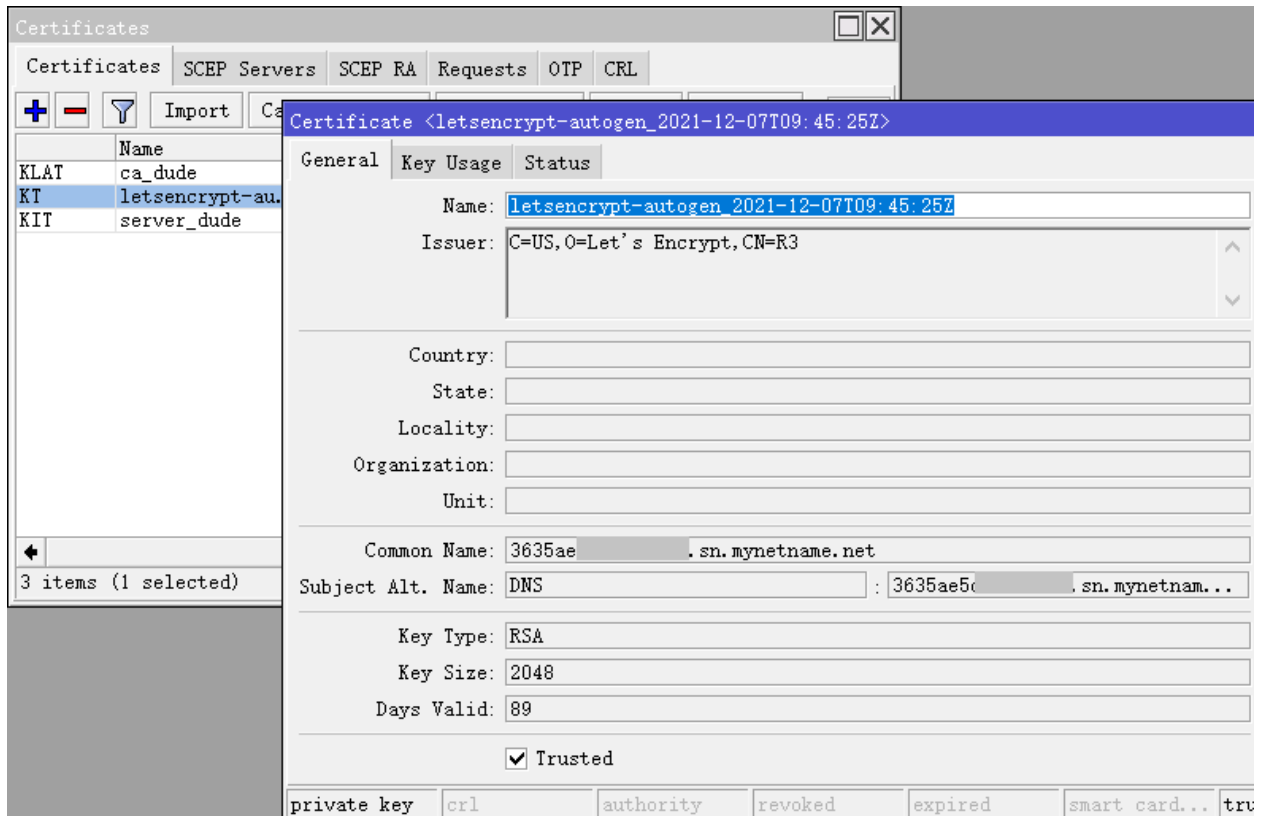 Certificates
Certificates SCEP Servers SCEP RA Requests OTP CRL
Import
Name
KLAT ca_dude
KT letsencrypt-au.
KIT server_dude
3 items (1 selected)
Certificate <letsencrypt-autogen_2021-12-07T09:45:25Z>
General Key Usage Status
Name: letsencrypt-autogen_2021-12-07T09:45:25Z
Issuer: C=US,O=Let's Encrypt,CN=R3
Country:
State:
Locality:
Organization:
Unit:
Common Name: 3635ae .sn.mynetname.net
Subject Alt. Name: DNS : 3635ae5 .sn.mynetnam...
Key Type: RSA
Key Size: 2048
Days Valid: 89
Trusted
private key crl authority revoked expired smart card... tru